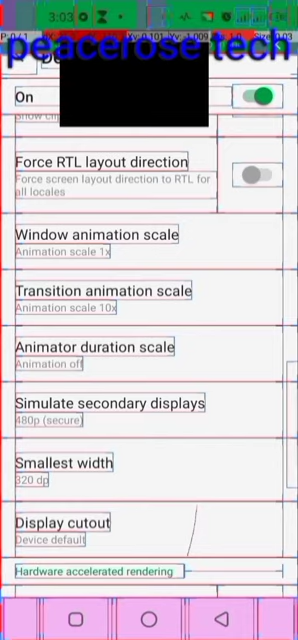 3:03
peacerose tech
On
Force RTL layout direction
Force screen layout direction to RTL for
all locales
Window animation scale
Animation scale 1x
Transition animation scale
Animation scale 10x
Animator duration scale
Animation off
Simulate secondary displays
480p (secure)
Smallest width
320 dp
Display cutout
Device default
Hardware accelerated rendering